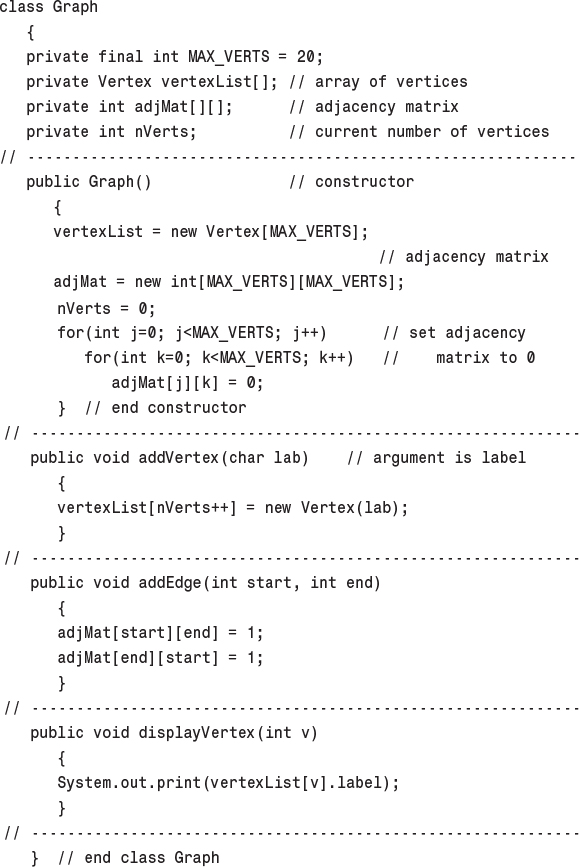 class Graph
{
private final int MAX_VERTS = 20;
private Vertex vertexList[]; // array of vertices
private int adjMat[][]; // adjacency matrix
private int nVerts; // current number of vertices
// -------------------------------------------------------------
public Graph() // constructor
{
vertexList = new Vertex[MAX_VERTS];
// adjacency matrix
adjMat = new int[MAX_VERTS][MAX_VERTS];
nVerts = 0;
for(int j=0; j<MAX_VERTS; j++) // set adjacency
for(int k=0; k<MAX_VERTS; k++) // matrix to 0
adjMat[j][k] = 0;
} // end constructor
// -------------------------------------------------------------
public void addVertex(char lab) // argument is label
{
vertexList[nVerts++] = new Vertex(lab);
}
// -------------------------------------------------------------
public void addEdge(int start, int end)
{
adjMat[start][end] = 1;
adjMat[end][start] = 1;
}
// -------------------------------------------------------------
public void displayVertex(int v)
{
System.out.print(vertexList[v].label);
}
// -------------------------------------------------------------
} // end class Graph